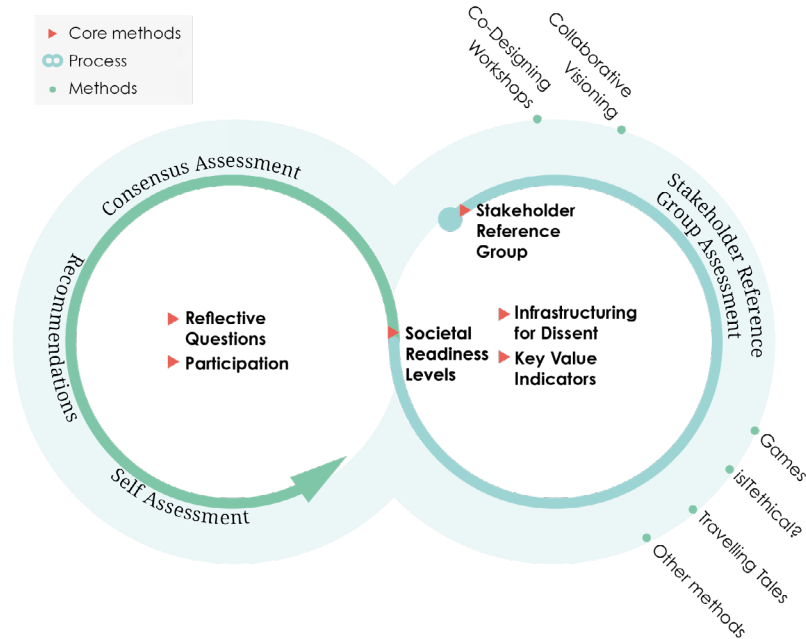 Core methods
Process
Methods
Co-Designing
Workshops
Collaborative
Visioning
Consensus Assessment
Recommendations
Self Assessment
Stakeholder Reference
Group Assessment
Stakeholder
Reference
Group
Reflective
Questions
Participation
Societal
Readiness
Levels
Infrastructuring
for Dissent
Key Value
Indicators
Games
isITethical?
Travelling Tales
Other methods